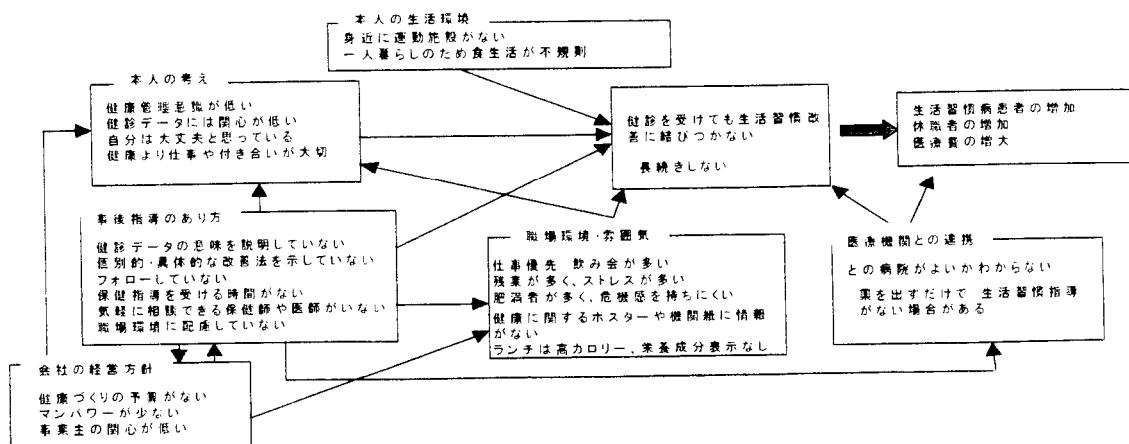 本人の生活環境
身近に運動施設がない
一人暮らしのため食生活が不規則
本人の考え
健康管理意識が低い
健診データには関心が低い
自分は大丈夫と思っている
健康より仕事や付き合いが大切
健診を受けても生活習慣改
善に結びつかない
長続きしない
生活習慣病患者の増加
休職者の増加
医療費の増大
事後指導のあり方
健診データの意味を説明していない
個別的・具体的な改善法を示していない
フォローしていない
保健指導を受ける時間がない
気軽に相談できる保健師や医師がいない
職場環境に配慮していない
職場環境・雰囲気
仕事優先 飲み会が多い
残業が多く、ストレスが多い
肥満者が多く、危機感を持ちにくい
健康に関するポスターや機関紙に情報
がない
ランチは高カロリー、栄養成分表示なし
医療機関との連携
どの病院がよいかわからない
薬を出すだけで 生活習慣指導
がない場合がある
会社の経営方針
健康づくりの予算がない
マンパワーが少ない
事業主の関心が低い